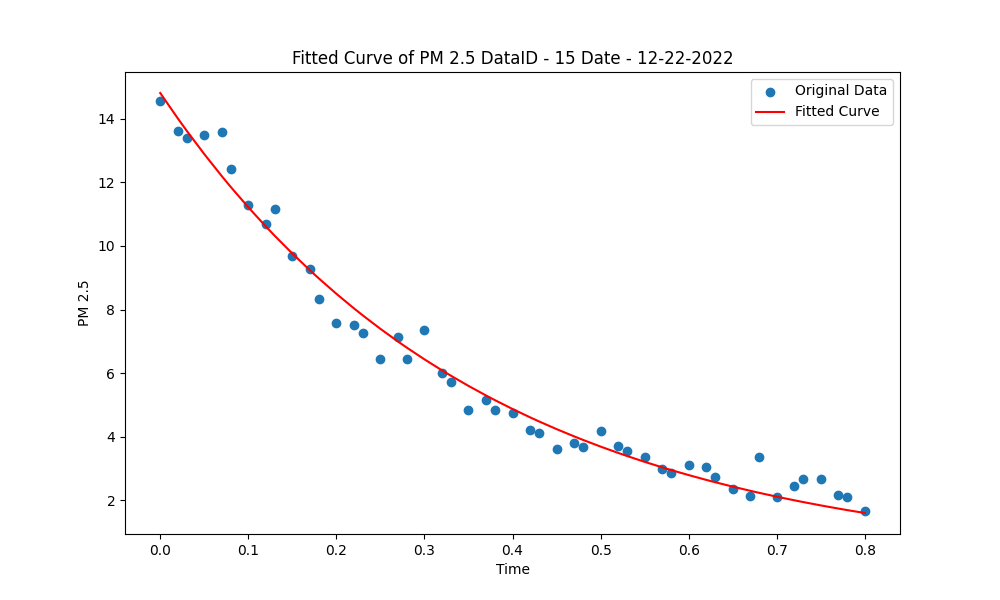 Fitted Curve of PM 2.5 DataID - 15 Date - 12-22-2022
Original Data
Fitted Curve
PM 2.5
14
12
10
8
6
4
2
0.0 0.1 0.2 0.3 0.4 0.5 0.6 0.7 0.8
Time